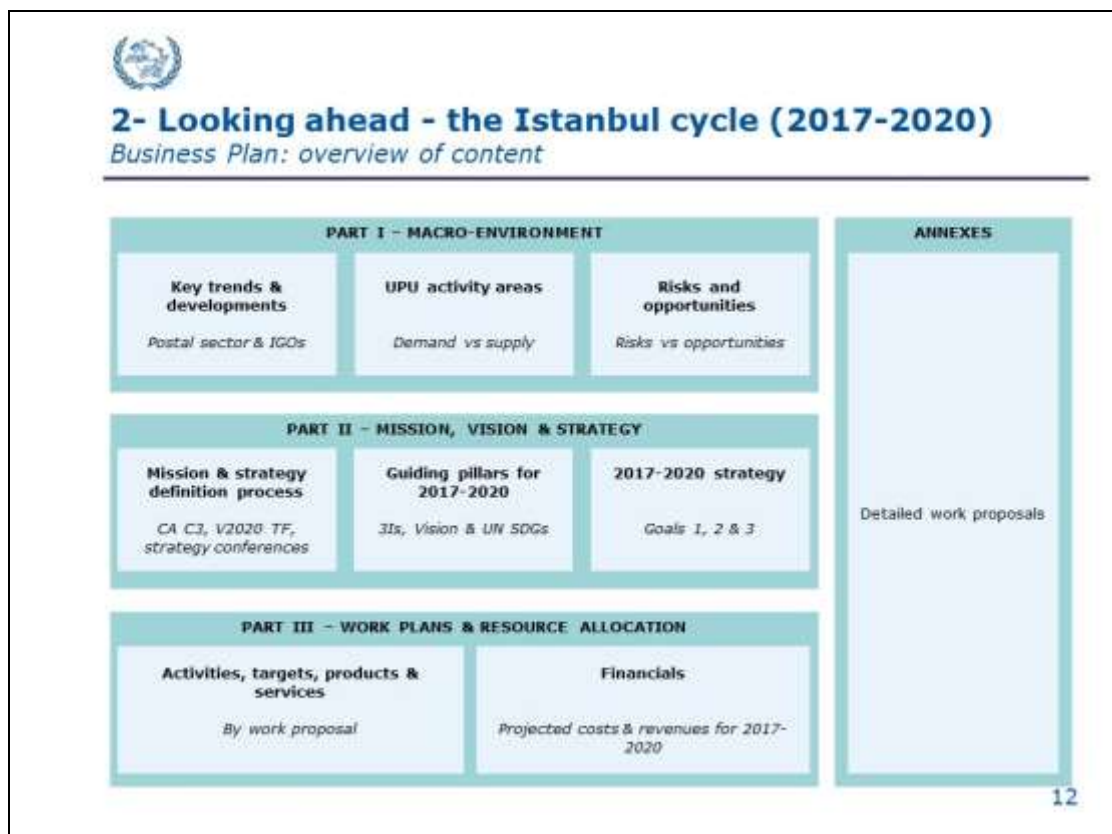 2- Looking ahead - the Istanbul cycle (2017-2020)
Business Plan: overview of content
PART I – MACRO-ENVIRONMENT
Key trends &
developments
Postal sector & IGOs
UPU activity areas
Demand vs supply
Risks and
opportunities
Risks vs opportunities
PART II – MISSION, VISION & STRATEGY
Mission & strategy
definition process
CA C3, V2020 TF,
strategy conferences
Guiding pillars for
2017-2020
3Is, Vision & UN SDGs
2017-2020 strategy
Goals 1, 2 & 3
PART III – WORK PLANS & RESOURCE ALLOCATION
Activities, targets, products &
services
By work proposal
Financials
Projected costs & revenues for 2017-
2020
ANNEXES
Detailed work proposals
12